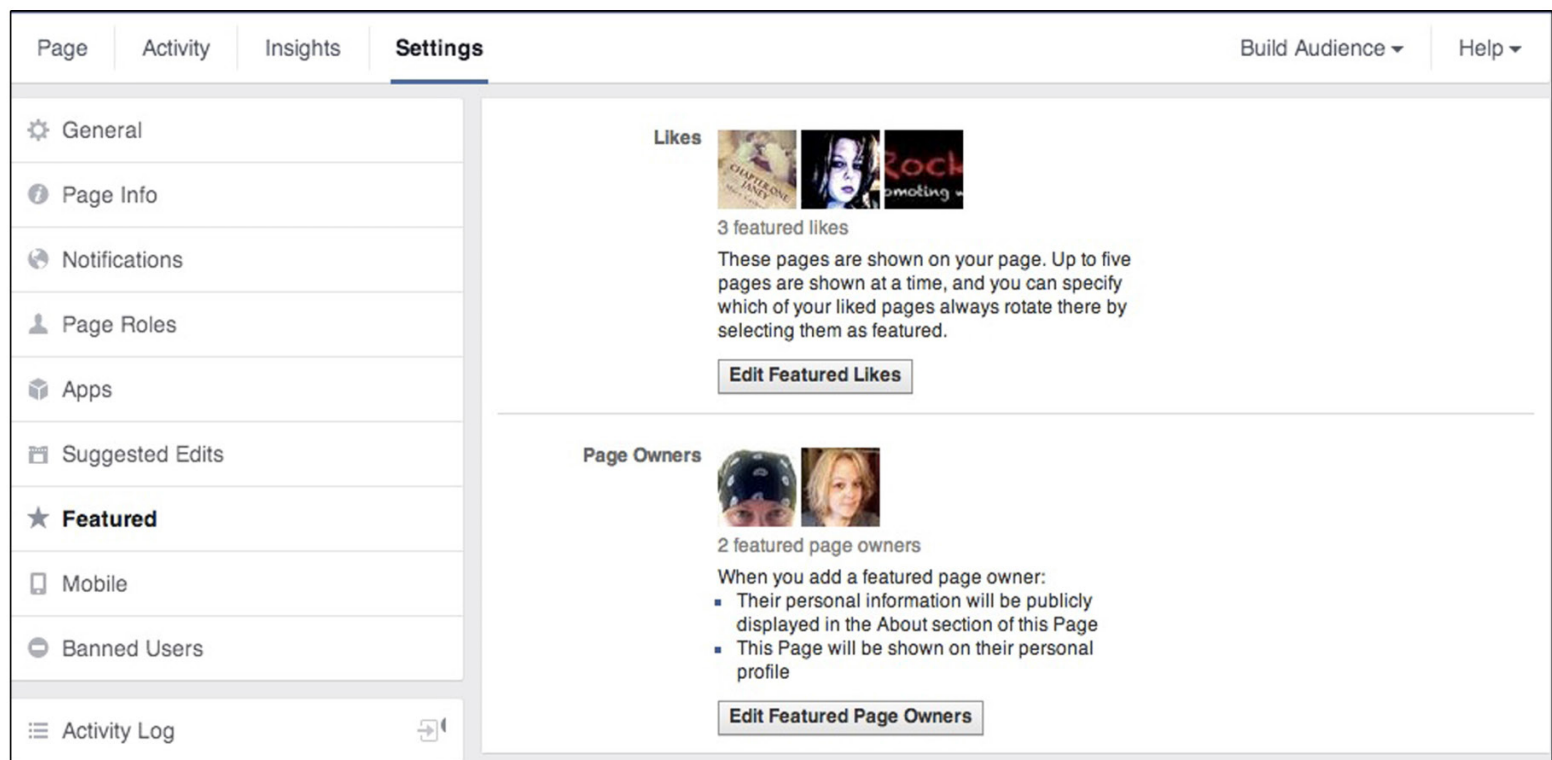 Page
Activity
Insights
Settings
Build Audience
Help
General
Page Info
Notifications
Page Roles
Apps
Suggested Edits
Featured
Mobile
Banned Users
Activity Log
Likes
CHAPTER ONE
JANEY
Rock
omoting
3 featured likes
These pages are shown on your page. Up to five
pages are shown at a time, and you can specify
which of your liked pages always rotate there by
selecting them as featured.
Edit Featured Likes
Page Owners
2 featured page owners
When you add a featured page owner:
Their personal information will be publicly
displayed in the About section of this Page
This Page will be shown on their personal
profile
Edit Featured Page Owners